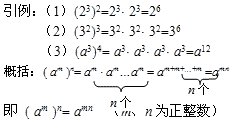 引例：（1）(2³)²=2³· 2³=2⁶
（2）(3²)³=3²· 3²· 3²=3⁶
（3）(a³)⁴= a³· a³· a³· a³=a¹²
概括：( aᵐ )ⁿ=aᵐ · aᵐ…aᵐ = aᵐ⁺ᵐ⁺…⁺ᵐ =aᵐⁿ
n个 n个
即 ( aᵐ )ⁿ= aᵐⁿ n 为正整数）